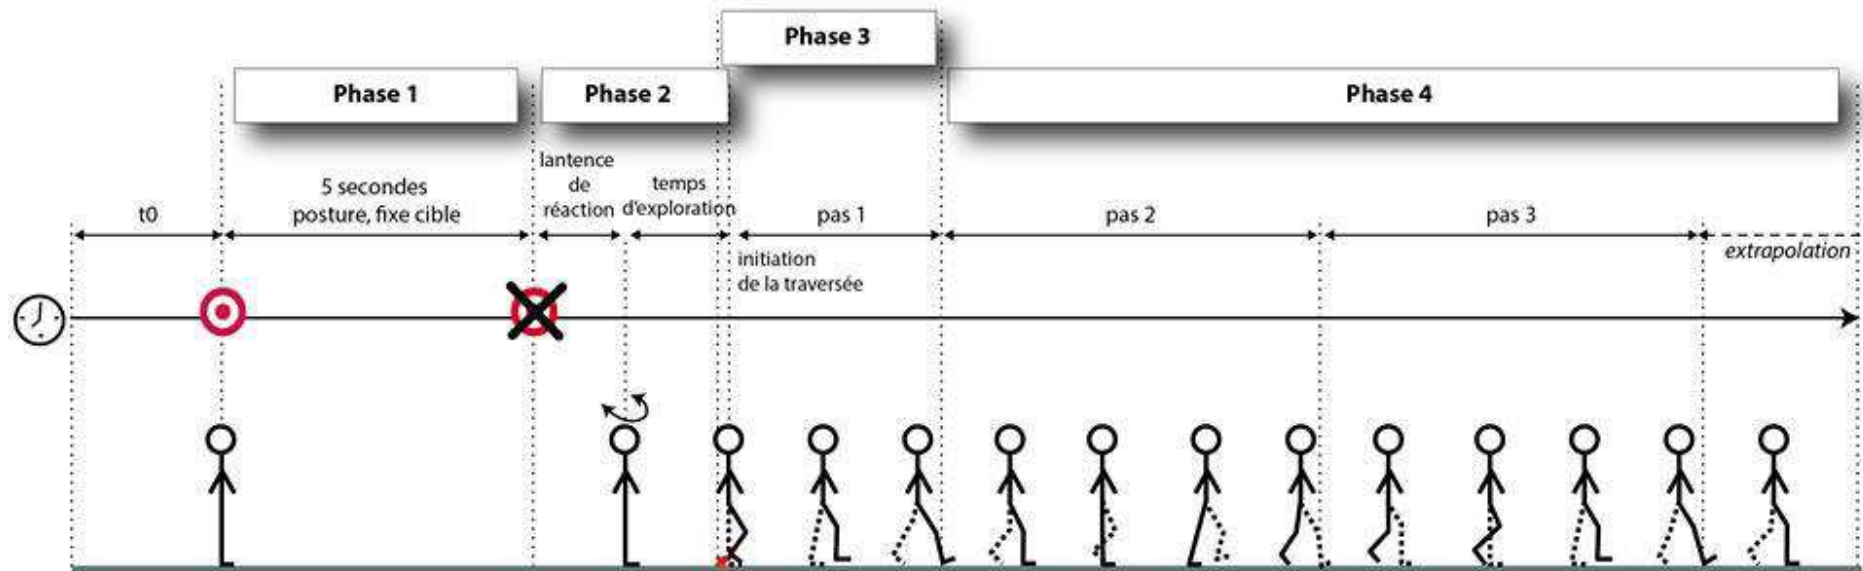 Phase 3
Phase 1
Phase 2
Phase 4
lantence
de
réaction
5 secondes
posture, fixe cible
temps
d'exploration
t0
pas 1
pas 2
pas 3
extrapolation
initiation
de la traversée